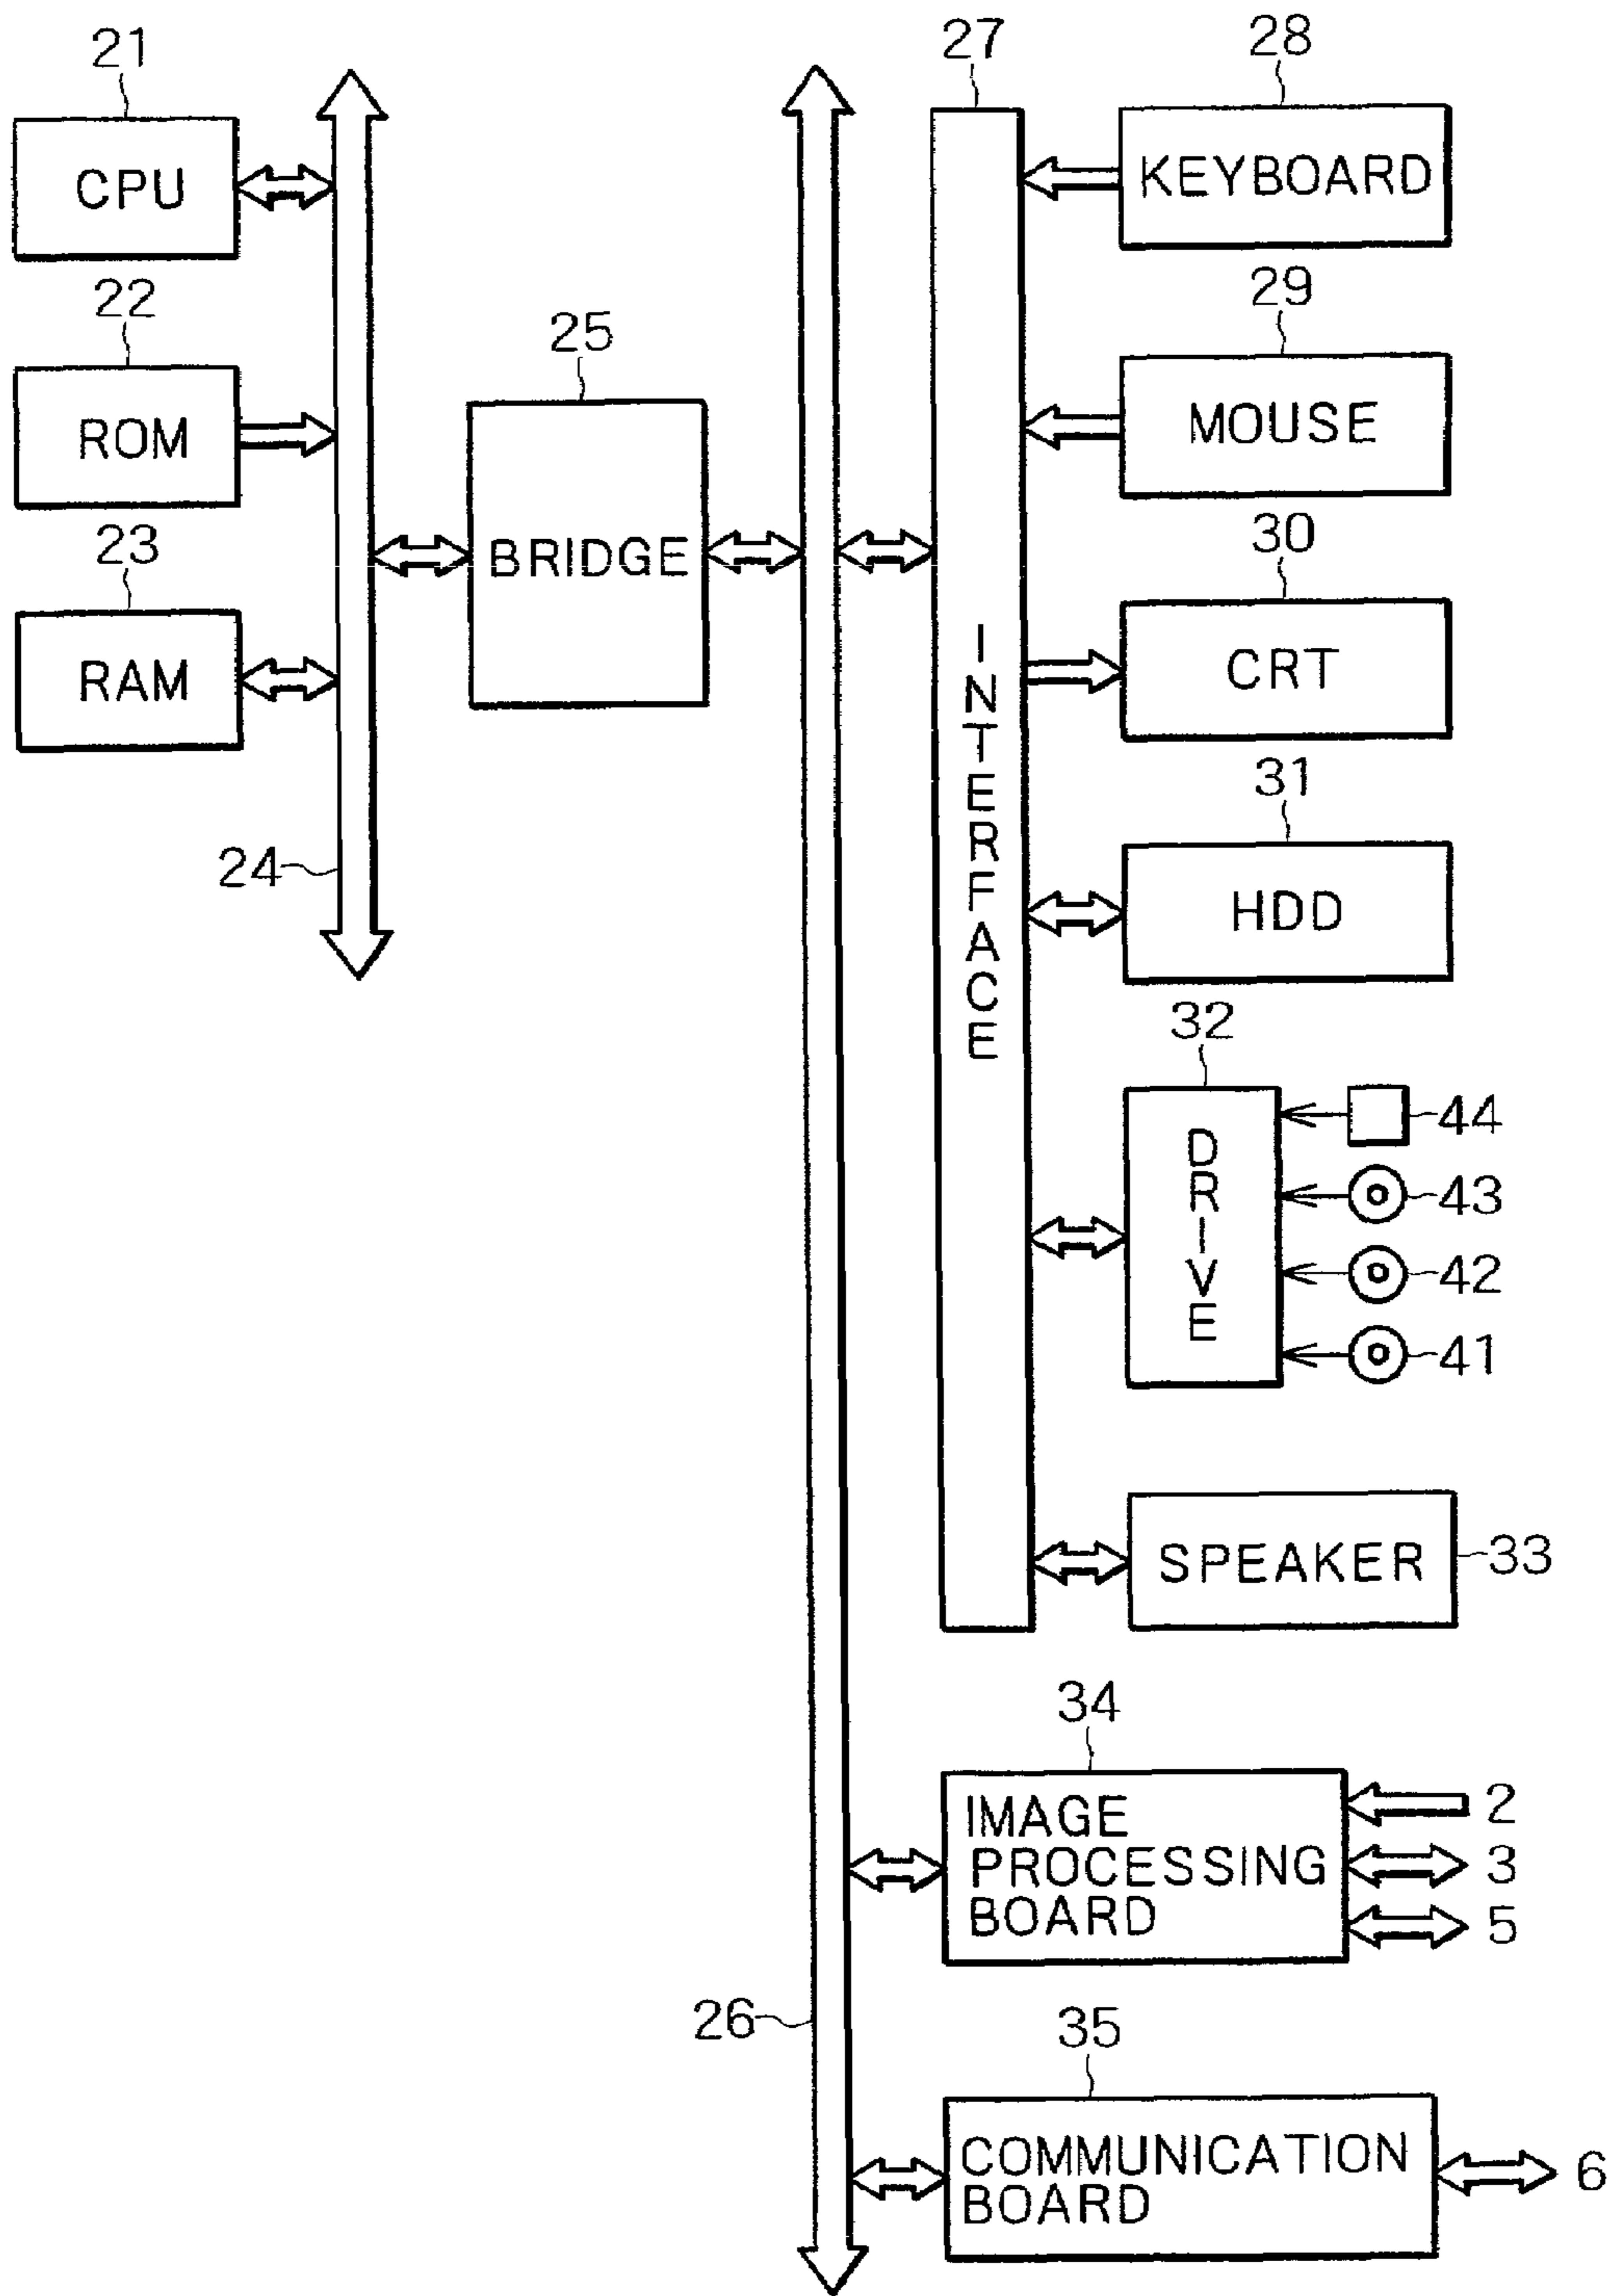 21
CPU
22
ROM
23
RAM
24
25
BRIDGE
26
27
INTERFACE
28
KEYBOARD
29
MOUSE
30
CRT
31
HDD
32
DRIVE
44
43
42
41
SPEAKER
33
34
IMAGE
PROCESSING
BOARD
2
3
5
35
COMMUNICATION
BOARD
6